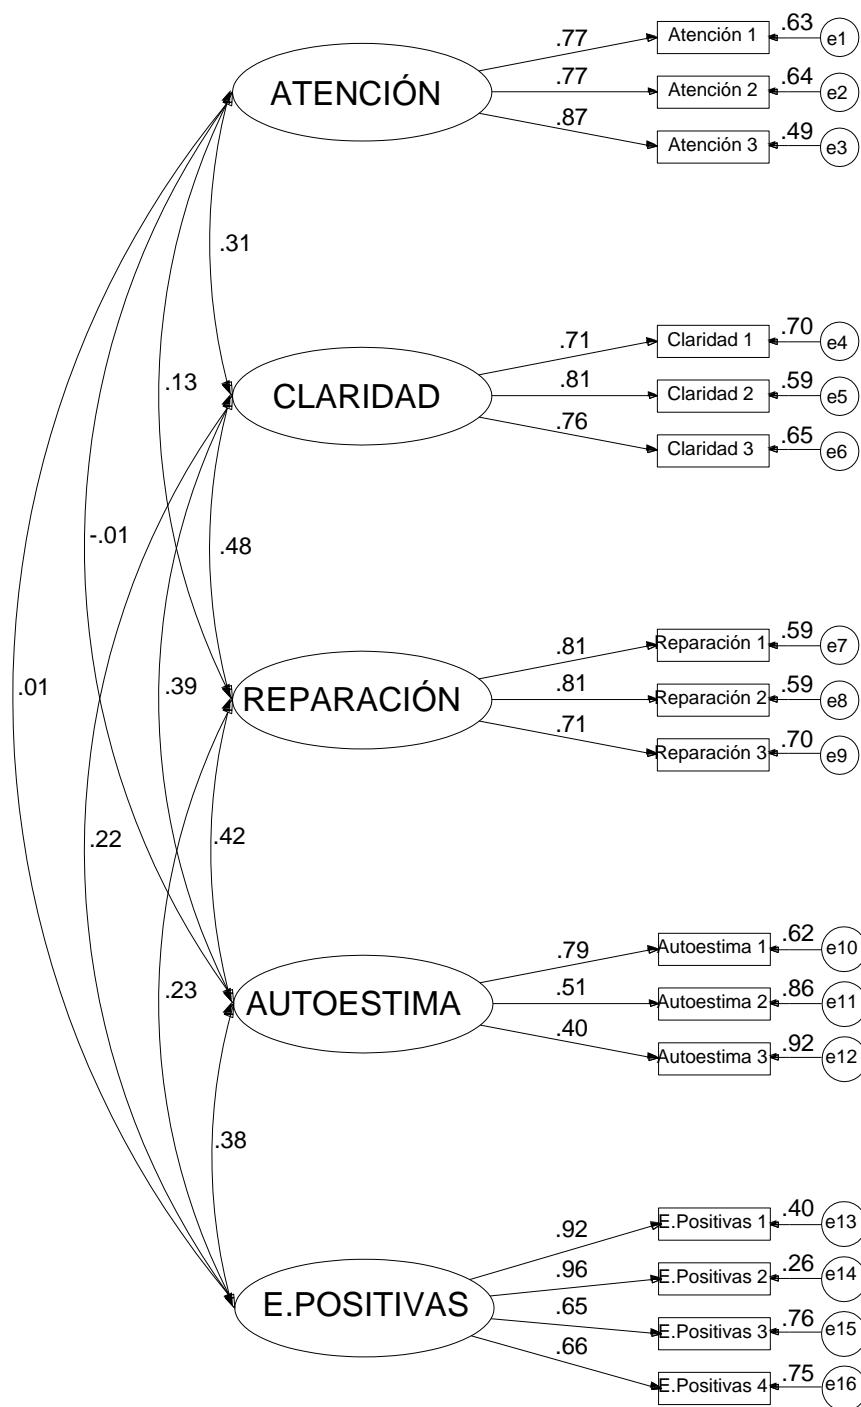 .77 Atención 1 .63 e1
ATENCIÓN .77 Atención 2 .64 e2
.87 Atención 3 .49 e3
.31
.71 Claridad 1 .70 e4
.13 CLARIDAD .81 Claridad 2 .59 e5
.76 Claridad 3 .65 e6
-.01 .48
.81 Reparación 1 .59 e7
.01 .39 REPARACIÓN .81 Reparación 2 .59 e8
.71 Reparación 3 .70 e9
.22 .42
.79 Autoestima 1 .62 e10
.23 AUTOESTIMA .51 Autoestima 2 .86 e11
.40 Autoestima 3 .92 e12
.38
.92 E.Positivas 1 .40 e13
.96 E.Positivas 2 .26 e14
E.POSITIVAS .65 E.Positivas 3 .76 e15
.66 E.Positivas 4 .75 e16